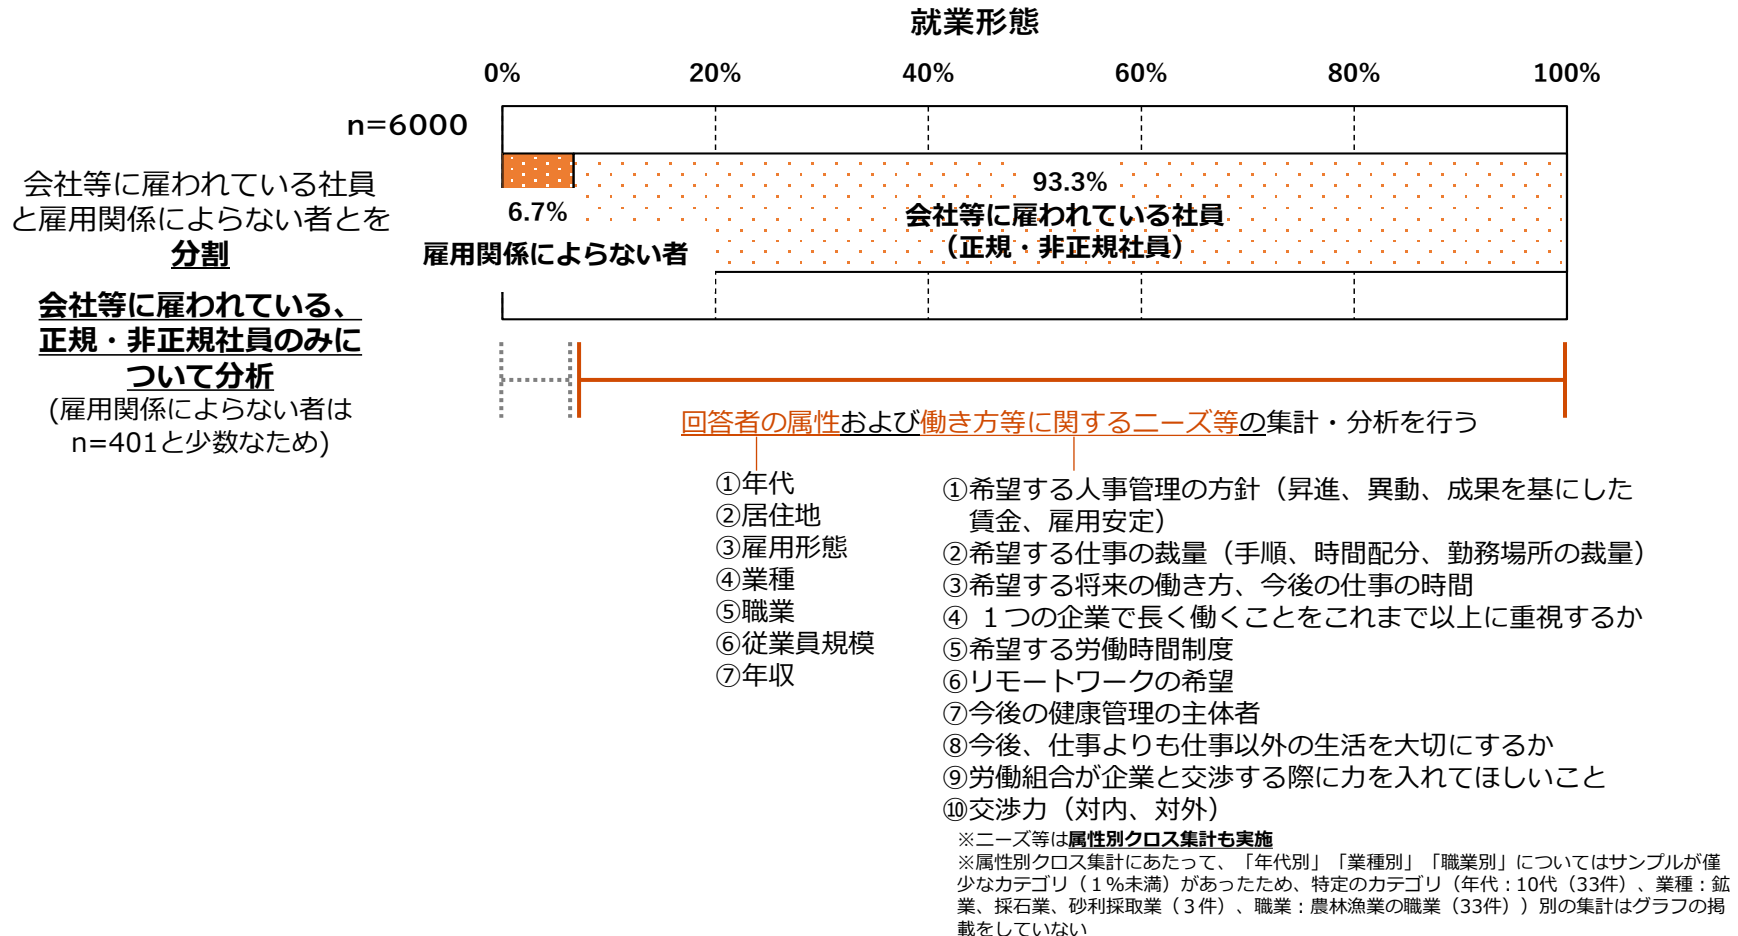 就業形態
0%
20%
40%
60%
80%
100%
n=6000
6.7%
雇用関係によらない者
93.3%
会社等に雇われている社員
（正規・非正規社員）
会社等に雇われている社員
と雇用関係によらない者とを
分割
会社等に雇われている、
正規・非正規社員のみに
ついて分析
(雇用関係によらない者は
n=401と少数なため)
回答者の属性および働き方等に関するニーズ等の集計・分析を行う
①年代
②居住地
③雇用形態
④業種
⑤職業
⑥従業員規模
⑦年収
①希望する人事管理の方針（昇進、異動、成果を基にした
賃金、雇用安定）
②希望する仕事の裁量（手順、時間配分、勤務場所の裁量）
③希望する将来の働き方、今後の仕事の時間
④ １つの企業で長く働くことをこれまで以上に重視するか
⑤希望する労働時間制度
⑥リモートワークの希望
⑦今後の健康管理の主体者
⑧今後、仕事よりも仕事以外の生活を大切にするか
⑨労働組合が企業と交渉する際に力を入れてほしいこと
⑩交渉力（対内、対外）
※ニーズ等は属性別クロス集計も実施
※属性別クロス集計にあたって、「年代別」「業種別」「職業別」についてはサンプルが僅
少なカテゴリ（１%未満）があったため、特定のカテゴリ（年代：10代（33件）、業種：鉱
業、採石業、砂利採取業（３件）、職業：農林漁業の職業（33件））別の集計はグラフの掲
載をしていない